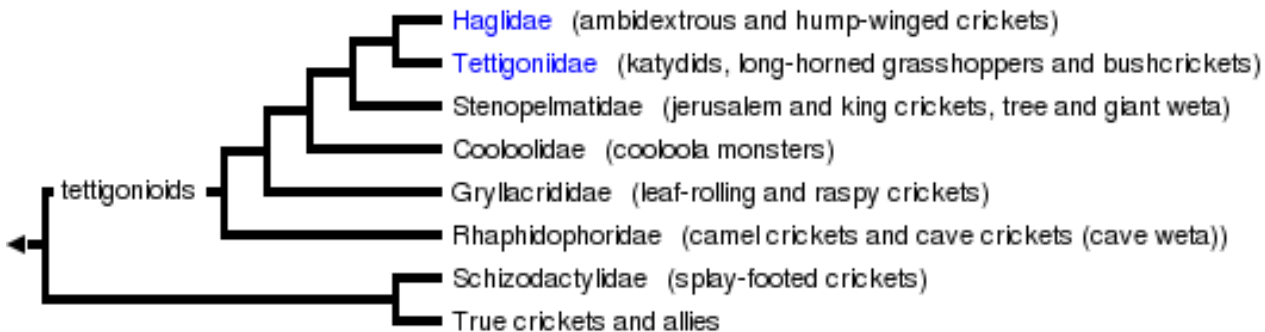 Haglidae (ambidextrous and hump-winged crickets)
Tettigoniidae (katydids, long-horned grasshoppers and bushcrickets)
Stenopelmatidae (jerusalem and king crickets, tree and giant weta)
Cooloolidae (cooloola monsters)
tettigonioids
Gryllacrididae (leaf-rolling and raspy crickets)
Rhaphidophoridae (camel crickets and cave crickets (cave weta))
Schizodactylidae (splay-footed crickets)
True crickets and allies